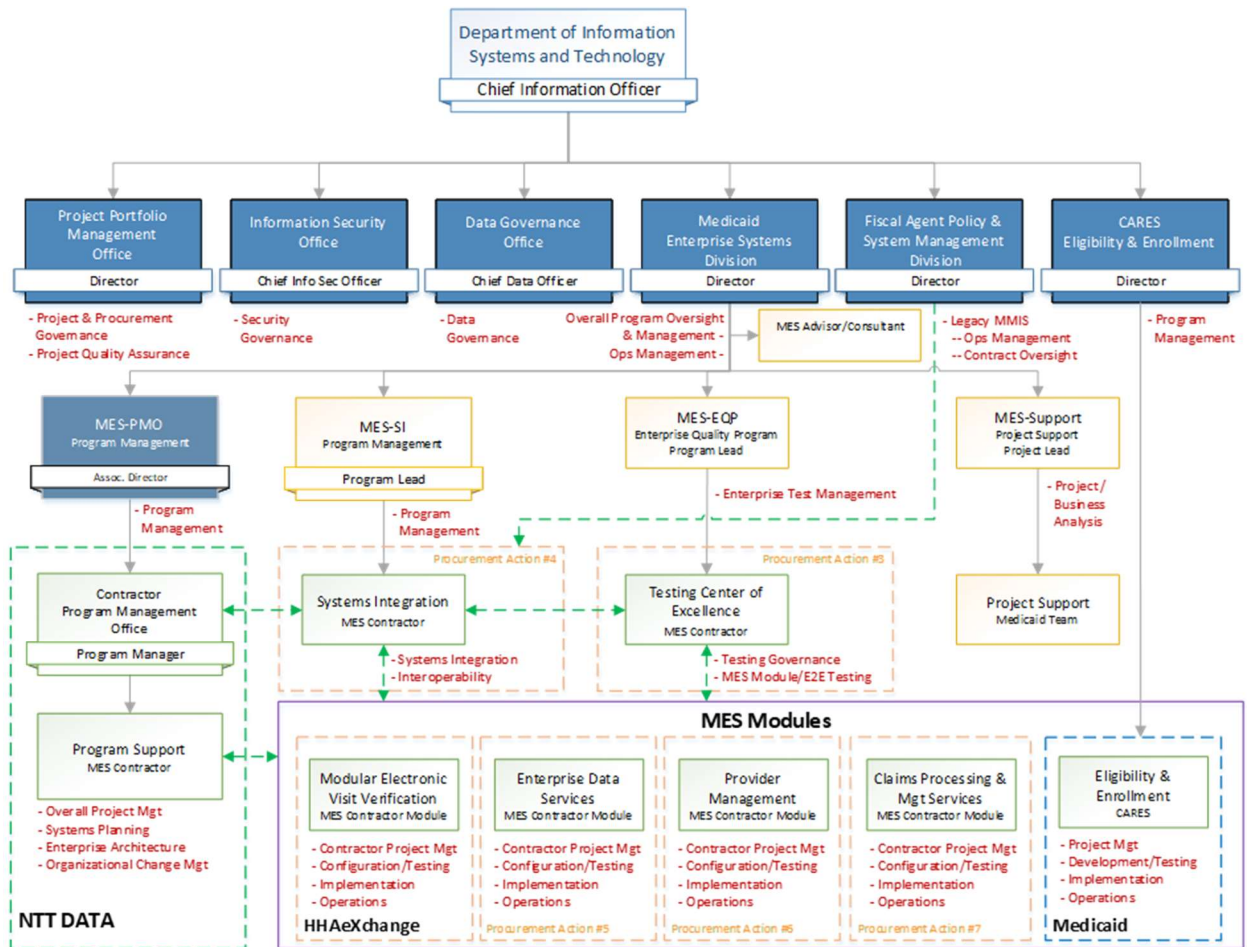 Department of Information
Systems and Technology
Chief Information Officer
Project Portfolio
Management
Office
Director
Information Security
Office
Chief Info Sec Officer
Data Governance
Office
Chief Data Officer
Medicaid
Enterprise Systems
Division
Director
Fiscal Agent Policy &
System Management
Division
Director
CARES
Eligibility & Enrollment
Director
- Project & Procurement
Governance
- Project Quality Assurance
- Security
Governance
- Data
Governance
Overall Program Oversight
& Management -
Ops Management -
MES Advisor/Consultant
- Legacy MMIS
-- Ops Management
-- Contract Oversight
- Program
Management
MES-PMO
Program Management
Assoc. Director
MES-SI
Program Management
Program Lead
MES-EQP
Enterprise Quality Program
Program Lead
MES-Support
Project Support
Project Lead
- Program
Management
- Program
Management
- Enterprise Test Management
- Project/
Business
Analysis
Procurement Action #4
Procurement Action #3
Contractor
Program Management
Office
Program Manager
Systems Integration
MES Contractor
Testing Center of
Excellence
MES Contractor
Project Support
Medicaid Team
- Systems Integration
- Interoperability
- Testing Governance
- MES Module/E2E Testing
Program Support
MES Contractor
- Overall Project Mgt
- Systems Planning
- Enterprise Architecture
- Organizational Change Mgt
NTT DATA
MES Modules
Modular Electronic
Visit Verification
MES Contractor Module
- Contractor Project Mgt
- Configuration/Testing
- Implementation
- Operations
HHAeXchange
Enterprise Data
Services
MES Contractor Module
- Contractor Project Mgt
- Configuration/Testing
- Implementation
- Operations
Procurement Action #5
Provider
Management
MES Contractor Module
- Contractor Project Mgt
- Configuration/Testing
- Implementation
- Operations
Procurement Action #6
Claims Processing &
Mgt Services
MES Contractor Module
- Contractor Project Mgt
- Configuration/Testing
- Implementation
- Operations
Procurement Action #7
Eligibility &
Enrollment
CARES
- Project Mgt
- Development/Testing
- Implementation
- Operations
Medicaid